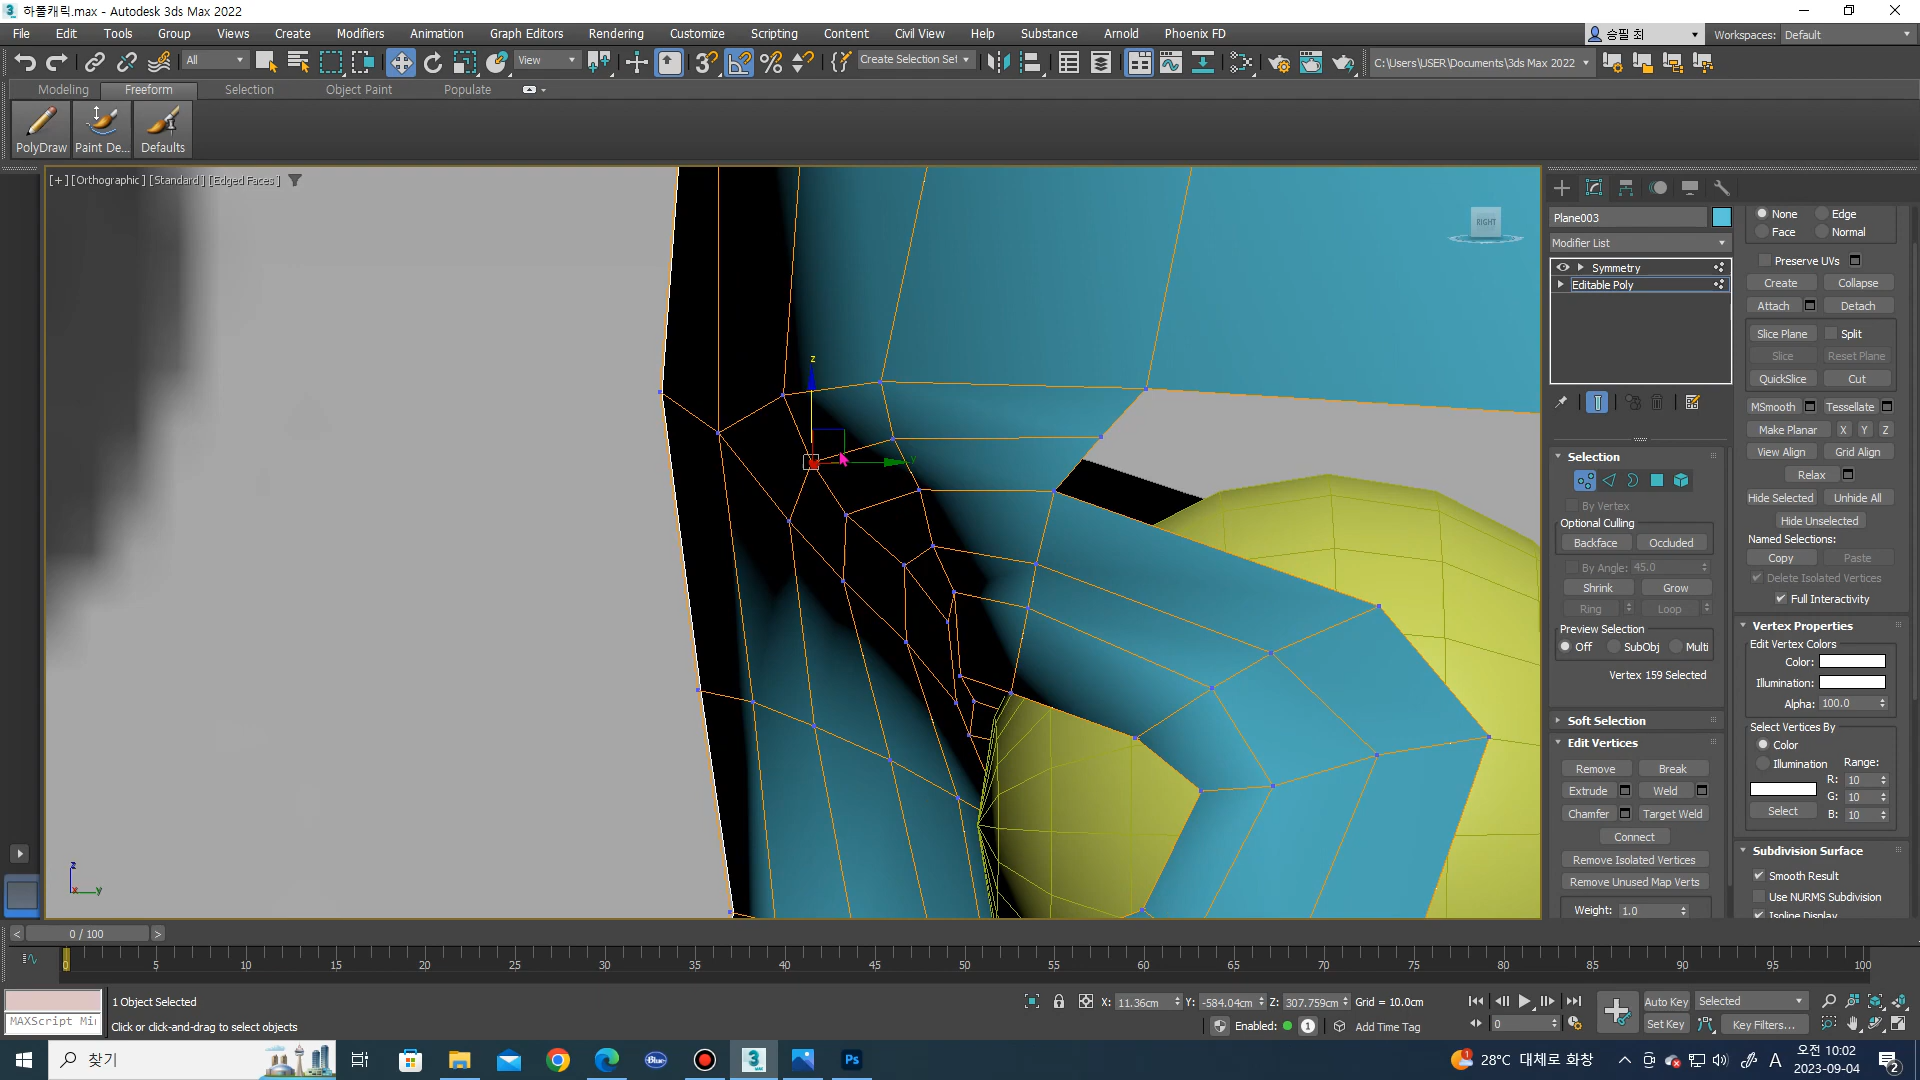 하폴캐릭.max - Autodesk 3ds Max 2022
File Edit Tools Group Views Create Modifiers Animation Graph Editors Rendering Customize Scripting Content Civil View Help Substance Arnold Phoenix FD
승필 최 Workspaces: Default
All View Create Selection Set C:\Users\USER\Documents\3ds Max 2022
Modeling Freeform Selection Object Paint Populate
PolyDraw Paint De... Defaults
[+] [Orthographic] [Standard] [Edged Faces]
RIGHT
z
y
z
x y
Plane003
Modifier List
Symmetry
Editable Poly
Selection
By Vertex
Optional Culling
Backface Occluded
By Angle: 45.0
Shrink Grow
Ring Loop
Preview Selection
Off SubObj Multi
Vertex 159 Selected
Soft Selection
Edit Vertices
Remove Break
Extrude Weld
Chamfer Target Weld
Connect
Remove Isolated Vertices
Remove Unused Map Verts
Weight: 1.0
None Edge
Face Normal
Preserve UVs
Create Collapse
Attach Detach
Slice Plane Split
Slice Reset Plane
QuickSlice Cut
MSmooth Tessellate
Make Planar X Y Z
View Align Grid Align
Relax
Hide Selected Unhide All
Hide Unselected
Named Selections:
Copy Paste
Delete Isolated Vertices
Full Interactivity
Vertex Properties
Edit Vertex Colors
Color:
Illumination:
Alpha: 100.0
Select Vertices By
Color
Illumination Range:
R: 10
G: 10
B: 10
Select
Subdivision Surface
Smooth Result
Use NURMS Subdivision
Isoline Display
0 / 100
0 5 10 15 20 25 30 35 40 45 50 55 60 65 70 75 80 85 90 95 100
1 Object Selected
MAXScript Mi
Click or click-and-drag to select objects
X: 11.36cm Y: -584.04cm Z: 307.759cm Grid = 10.0cm
Enabled: 1 Add Time Tag
0
Auto Key Selected
Set Key Key Filters...
찾기
Blue
3
Ps
28°C 대체로 화창
A
오전 10:02
2023-09-04
2